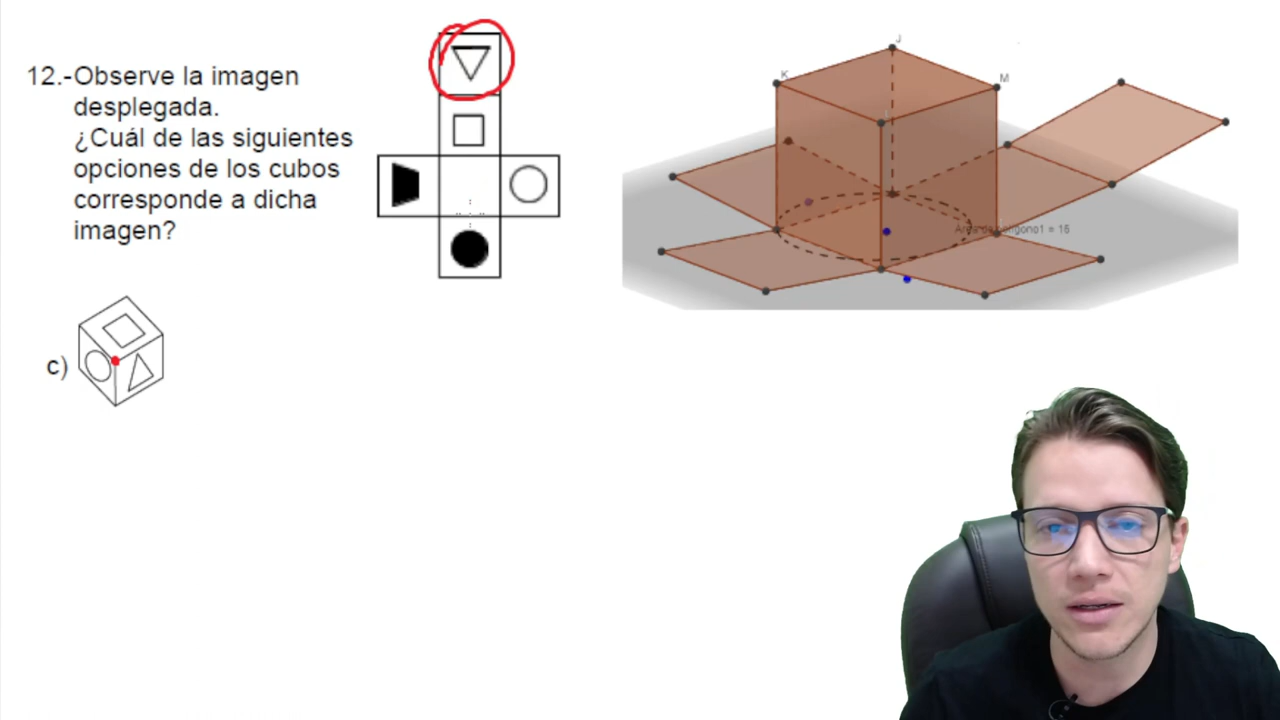 12.-Observe la imagen
desplegada.
¿Cuál de las siguientes
opciones de los cubos
corresponde a dicha
imagen?
c)
J
K
M